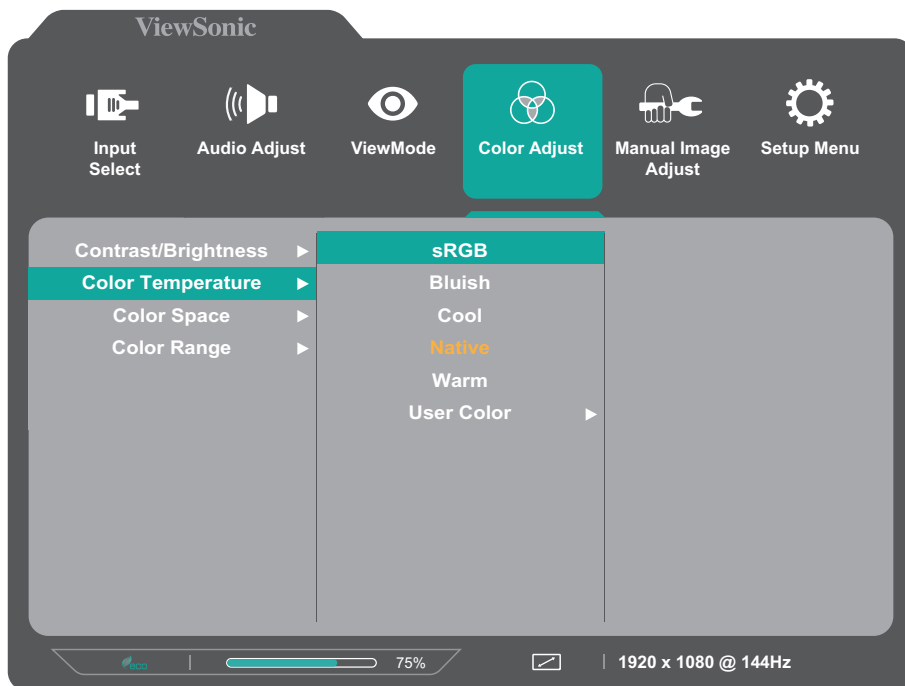 ViewSonic
Input
Select
Audio Adjust
ViewMode
Color Adjust
Manual Image
Adjust
Setup Menu
Contrast/Brightness
Color Temperature
Color Space
Color Range
sRGB
Bluish
Cool
Native
Warm
User Color
eco
75%
1920 x 1080 @ 144Hz